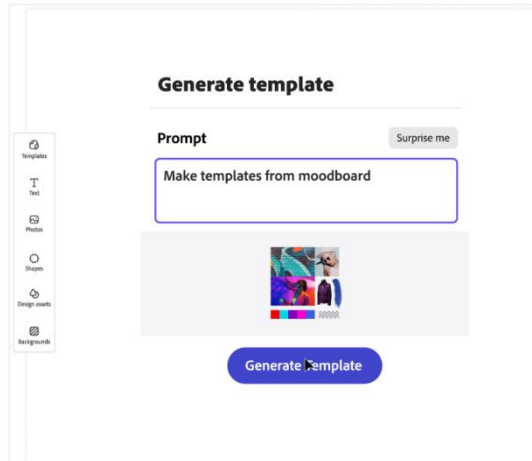 Generate template
Prompt
Surprise me
Make templates from moodboard
Templates
Text
Photos
Shapes
Design assets
Backgrounds
Generate Template